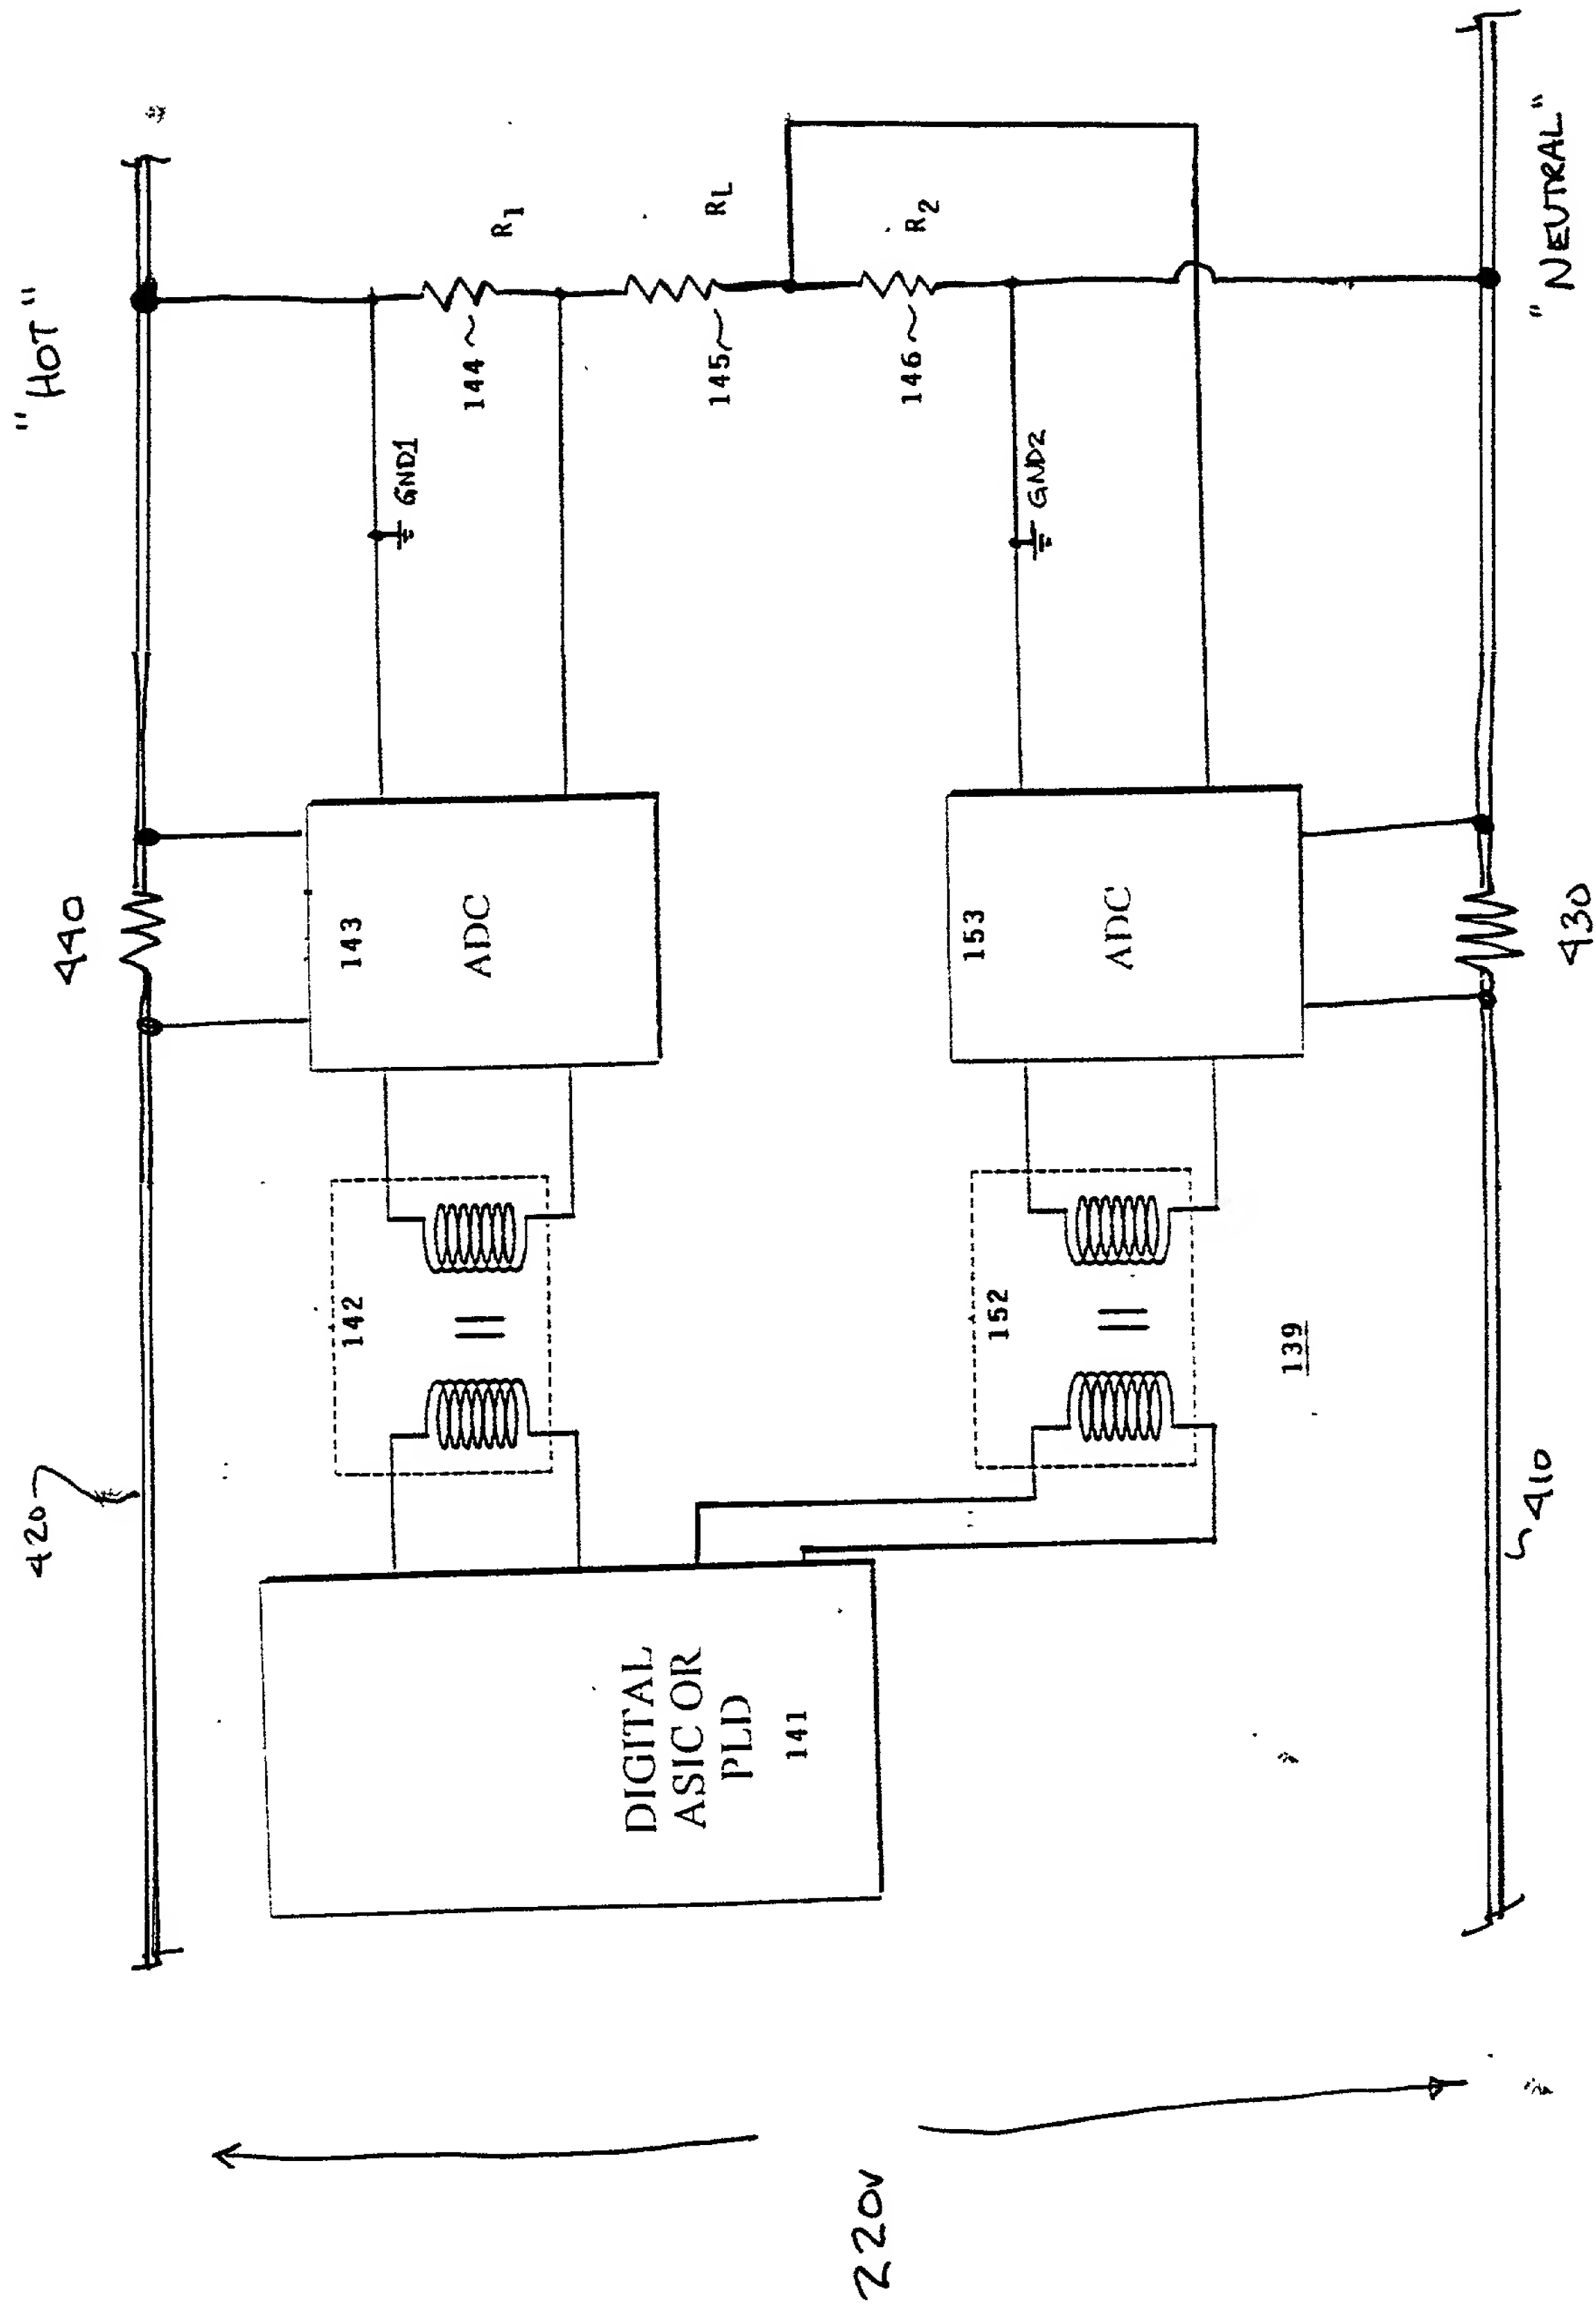 "HOT"
420
440
R1
144
GND1
143
ADC
142
RL
145
DIGITAL
ASIC OR
PLD
141
R2
146
GND2
153
ADC
152
139
410
430
"NEUTRAL"
220V